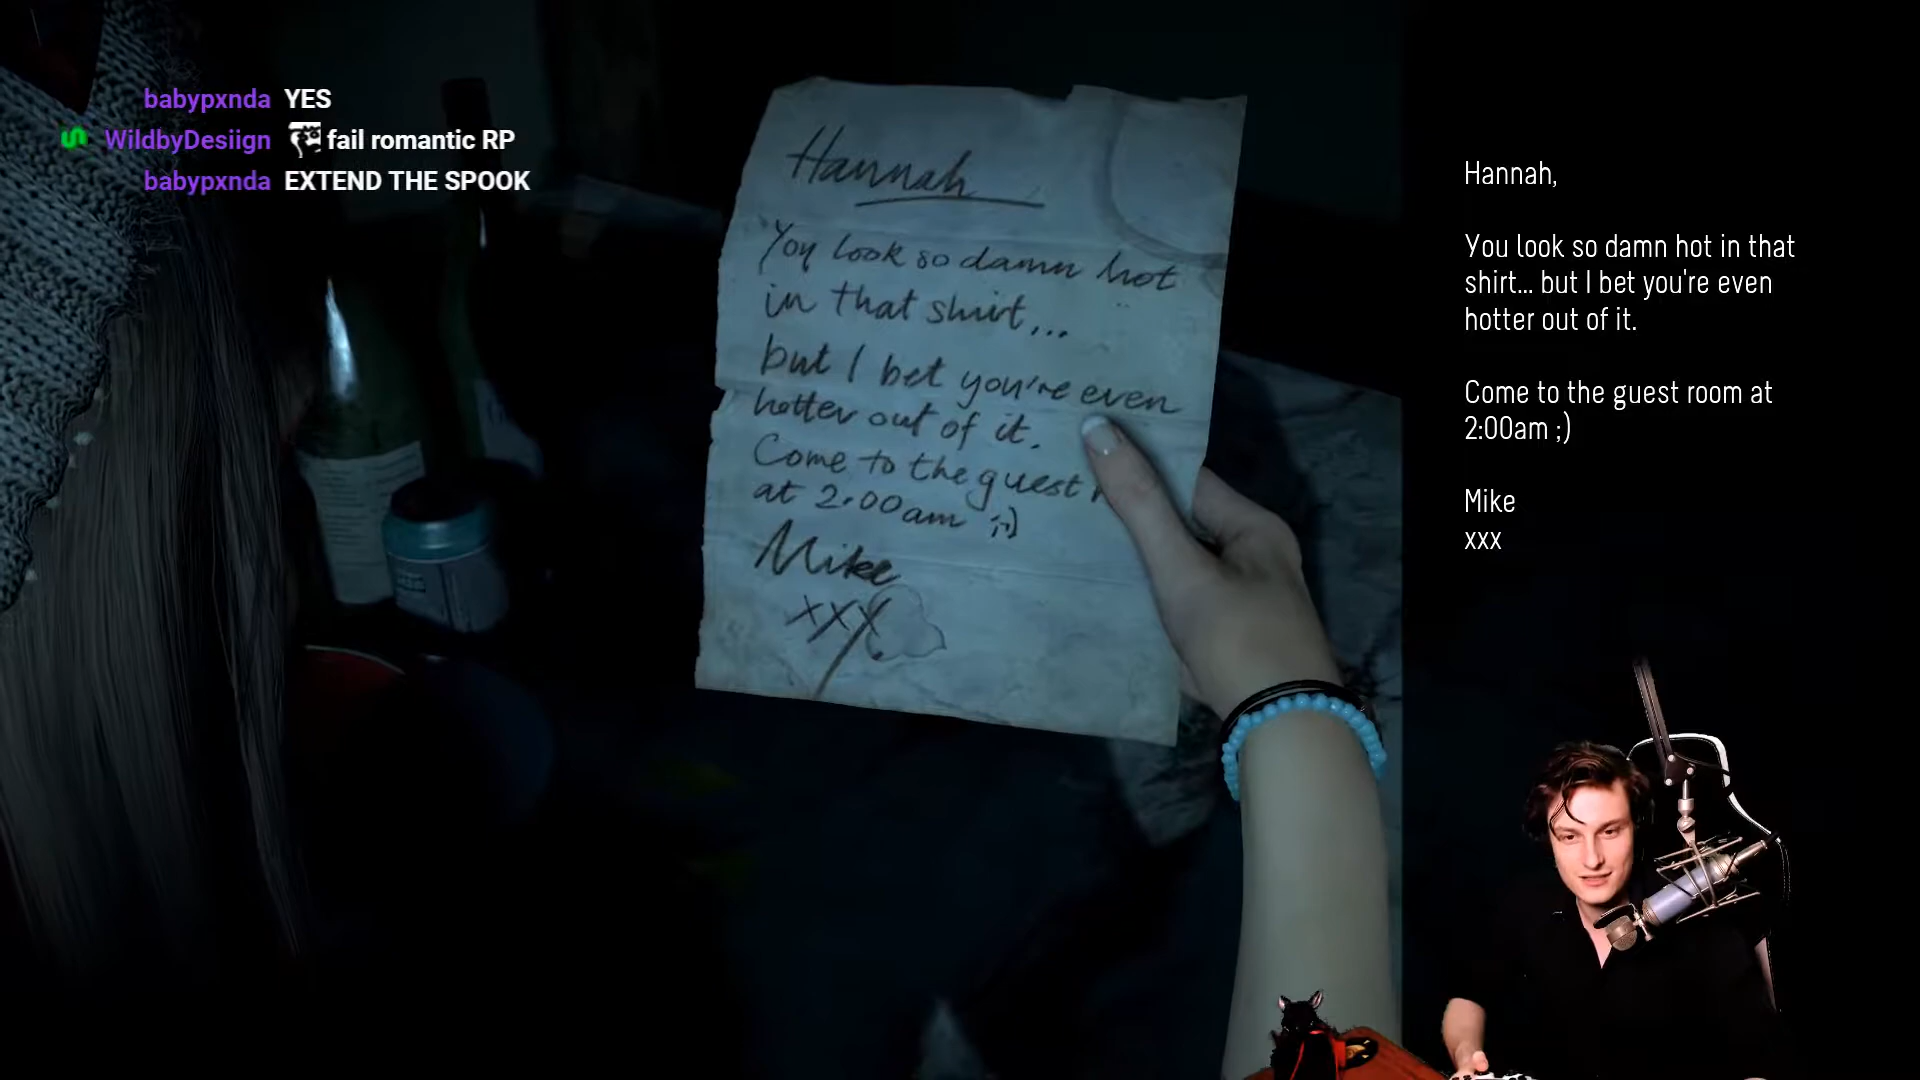 babypxnda YES
WildbyDesiign fail romantic RP
babypxnda EXTEND THE SPOOK
Hannah
You look so damn hot
in that shirt...
but I bet you're even
hotter out of it.
Come to the guest
at 2:00am ;)
Mike
xxx
Hannah,
You look so damn hot in that
shirt... but I bet you're even
hotter out of it.
Come to the guest room at
2:00am ;)
Mike
xxx